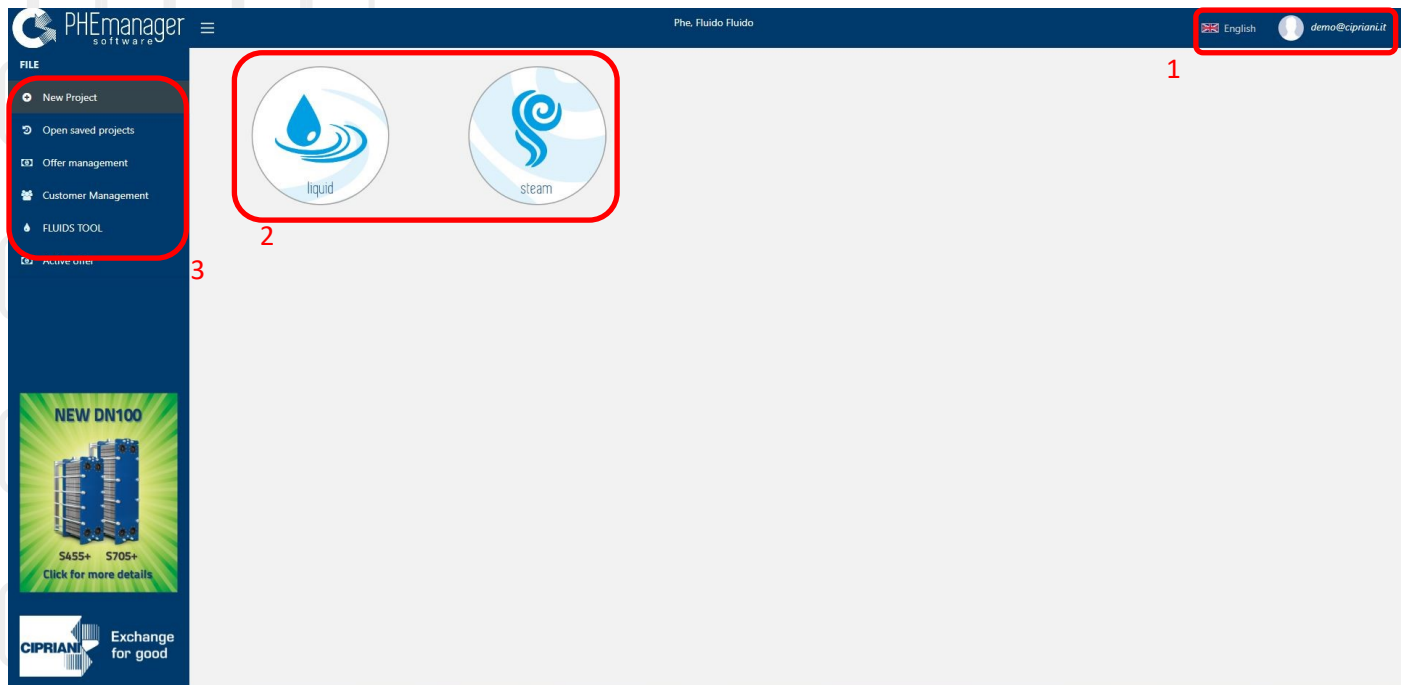 PHEmanager
software
Phe, Fluido Fluido
English
demo@cipriani.it
1
FILE
New Project
Open saved projects
Offer management
Customer Management
FLUIDS TOOL
Active offer
3
liquid
steam
2
NEW DN100
S455+ S705+
Click for more details
CIPRIANI
Exchange
for good